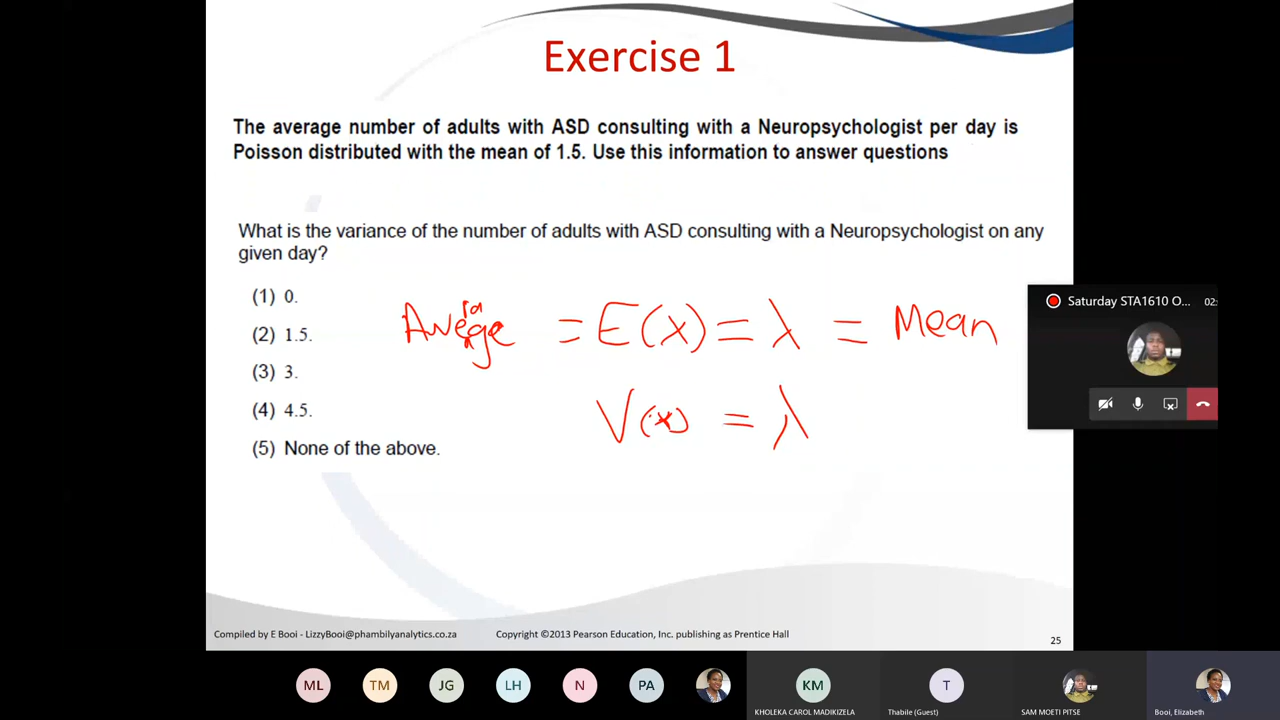 Exercise 1
The average number of adults with ASD consulting with a Neuropsychologist per day is
Poisson distributed with the mean of 1.5. Use this information to answer questions
What is the variance of the number of adults with ASD consulting with a Neuropsychologist on any
given day?
(1) 0.
(2) 1.5.
(3) 3.
(4) 4.5.
(5) None of the above.
= E(x) = λ = Mean
V(x) = λ
Saturday STA1610 O...
Compiled by E Booi - LizzyBooi@phambilyanalytics.co.za
Copyright ©2013 Pearson Education, Inc. publishing as Prentice Hall
25
ML TM JG LH N PA KM T
KHOLEKA CAROL MADIKIZELA
Thabile (Guest)
SAM MOETI PITSE
Booi, Elizabeth